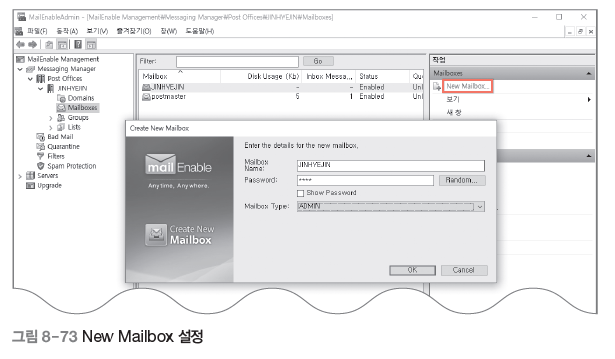 MailEnableAdmin - [MailEnable Management₩Messaging Manager₩Post Offices₩JINHYEJIN₩Mailboxes]
파일(F) 동작(A) 보기(V) 즐겨찾기(O) 창(W) 도움말(H)
MailEnable Management
Messaging Manager
Post Offices
JINHYEJIN
Domains
Mailboxes
Groups
Lists
Bad Mail
Quarantine
Filters
Spam Protection
Servers
Upgrade
Filter: Go
Mailbox Disk Usage (Kb) Inbox Messa... Status Qu
JINHYEJIN - - Enabled Unl
postmaster 5 1 Enabled Unl
작업
Mailboxes
New Mailbox...
보기
새 창
Create New Mailbox
mail Enable
Any time, Any where.
Create New
Mailbox
Enter the details for the new mailbox.
Mailbox
Name: JINHYEJIN
Password: **** Random...
Show Password
Mailbox Type: ADMIN
OK Cancel
그림 8-73 New Mailbox 설정